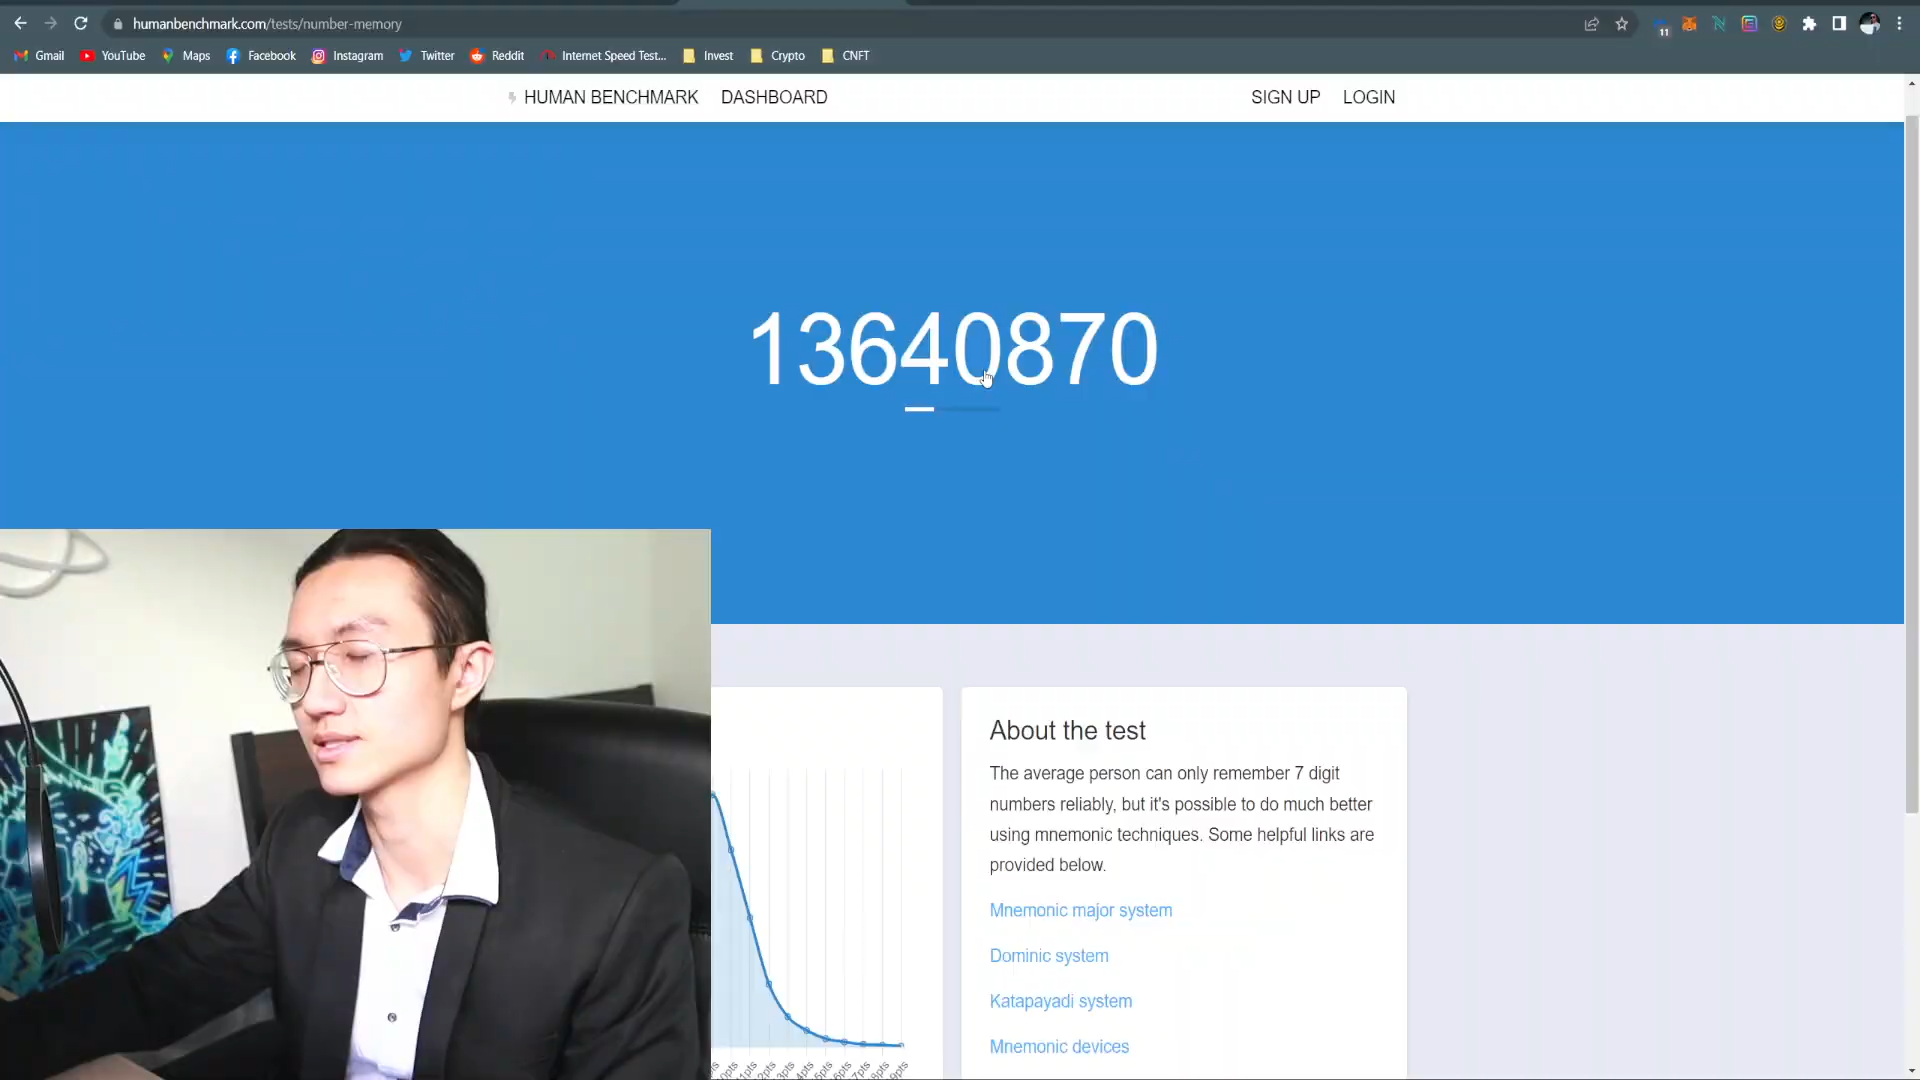 humanbenchmark.com/tests/number-memory
11
Gmail YouTube Maps Facebook Instagram Twitter Reddit Internet Speed Test... Invest Crypto CNFT
HUMAN BENCHMARK DASHBOARD SIGN UP LOGIN
13640870
About the test
The average person can only remember 7 digit
numbers reliably, but it's possible to do much better
using mnemonic techniques. Some helpful links are
provided below.
Mnemonic major system
Dominic system
Katapayadi system
Mnemonic devices